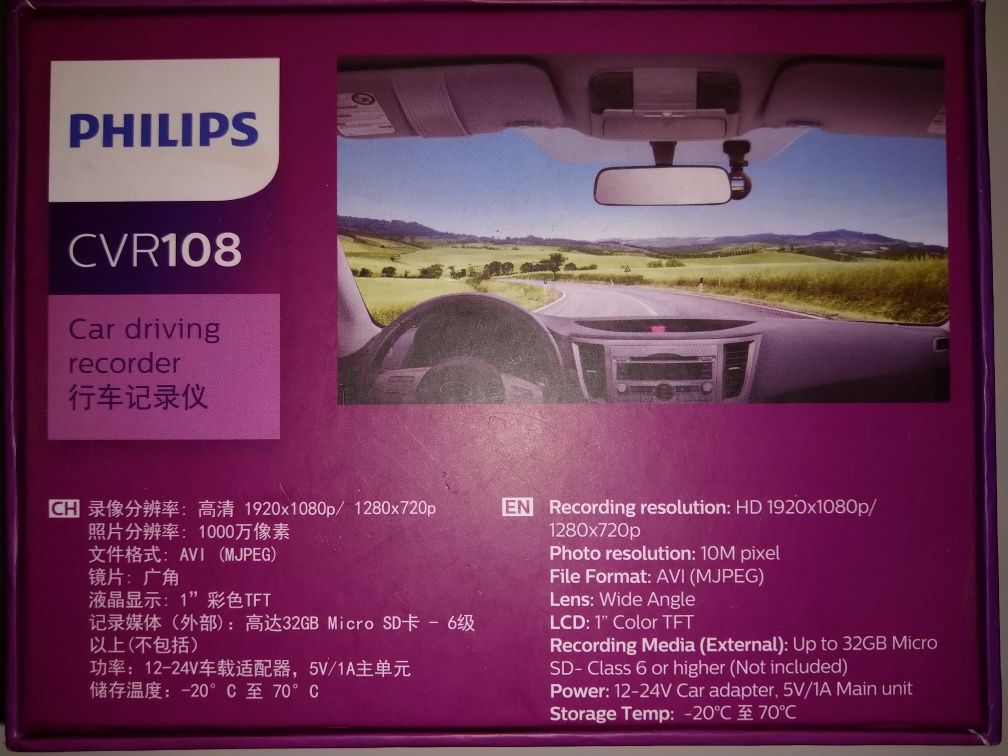 PHILIPS
CVR108
Car driving
recorder
行车记录仪
CH 录像分辨率: 高清 1920x1080p/ 1280x720p
照片分辨率: 1000万像素
文件格式: AVI (MJPEG)
镜片: 广角
液晶显示: 1” 彩色TFT
记录媒体 (外部): 高达32GB Micro SD卡 - 6级
以上(不包括)
功率: 12-24V车载适配器, 5V/1A主单元
储存温度: -20° C 至 70° C
EN Recording resolution: HD 1920x1080p/
1280x720p
Photo resolution: 10M pixel
File Format: AVI (MJPEG)
Lens: Wide Angle
LCD: 1” Color TFT
Recording Media (External): Up to 32GB Micro
SD- Class 6 or higher (Not included)
Power: 12-24V Car adapter, 5V/1A Main unit
Storage Temp: -20°C 至 70°C